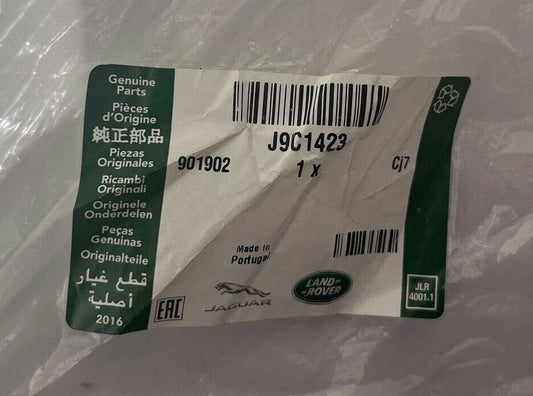 Genuine
Parts
Pièces
d'Origine
純正部品
Piezas
Originales
Ricambi
Originali
Originele
Onderdelen
Peças
Genuinas
Originalteile
قطع غيار
أصلية
2016
J9C1423
901902
1 x
Cj7
Made in
Portugal
EAC
JAGUAR
LAND-
-ROVER
JLR
4001.1